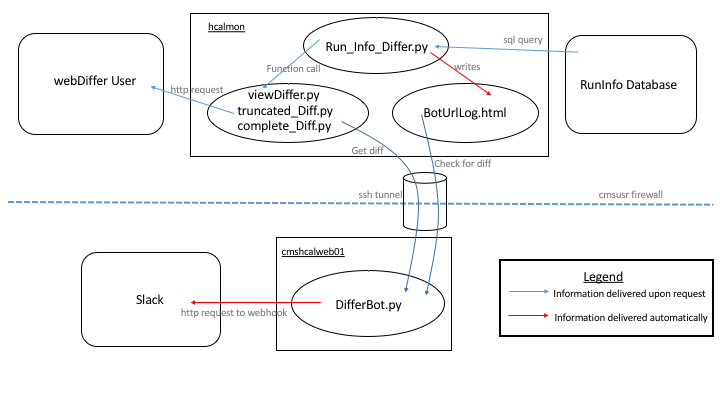 hcalmon
Run_Info_Differ.py
sql query
webDiffer User
Function call
writes
RunInfo Database
http request
viewDiffer.py
truncated_Diff.py
complete_Diff.py
BotUrlLog.html
Get diff
Check for diff
ssh tunnel
cmsusr firewall
cmshcalweb01
Slack
DifferBot.py
http request to webhook
Legend
Information delivered upon request
Information delivered automatically